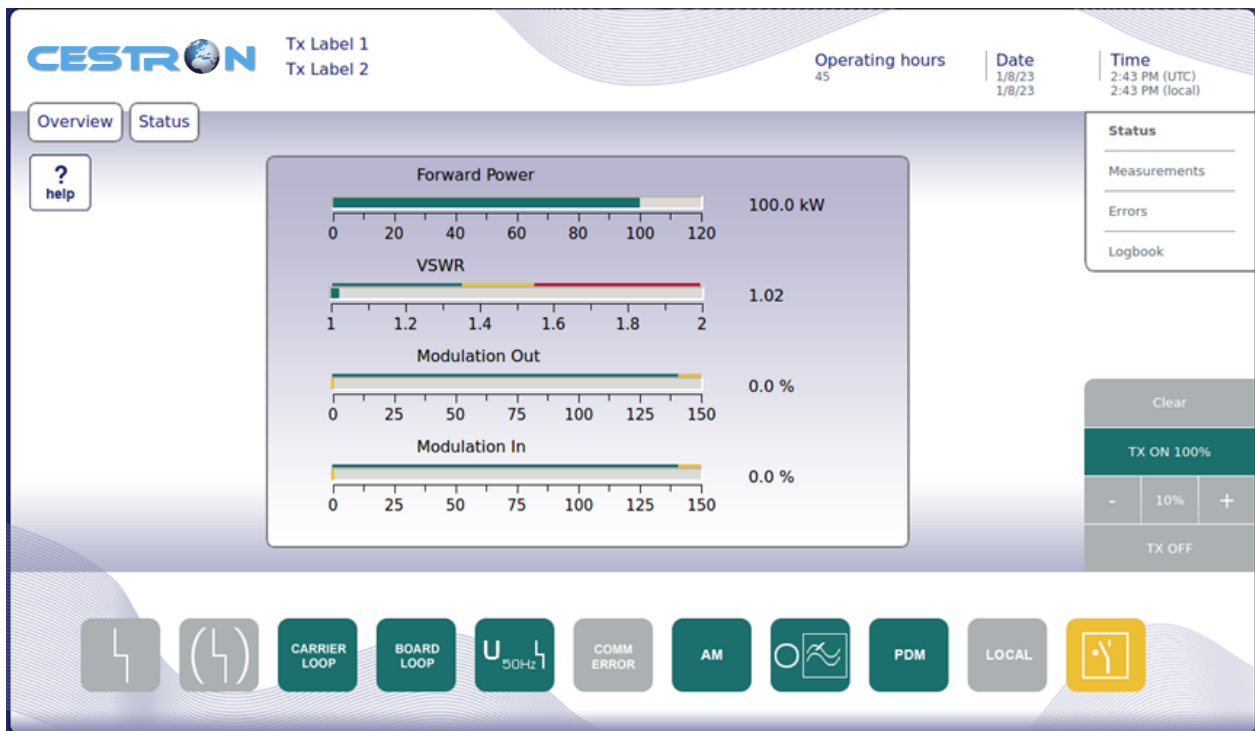 CESTRON
Tx Label 1
Tx Label 2
Operating hours
45
Date
1/8/23
1/8/23
Time
2:43 PM (UTC)
2:43 PM (local)
Overview
Status
?
help
Status
Measurements
Errors
Logbook
Forward Power
100.0 kW
0 20 40 60 80 100 120
VSWR
1.02
1 1.2 1.4 1.6 1.8 2
Modulation Out
0.0 %
0 25 50 75 100 125 150
Modulation In
0.0 %
0 25 50 75 100 125 150
Clear
TX ON 100%
- 10% +
TX OFF
CARRIER
LOOP
BOARD
LOOP
U 50Hz
COMM
ERROR
AM
PDM
LOCAL